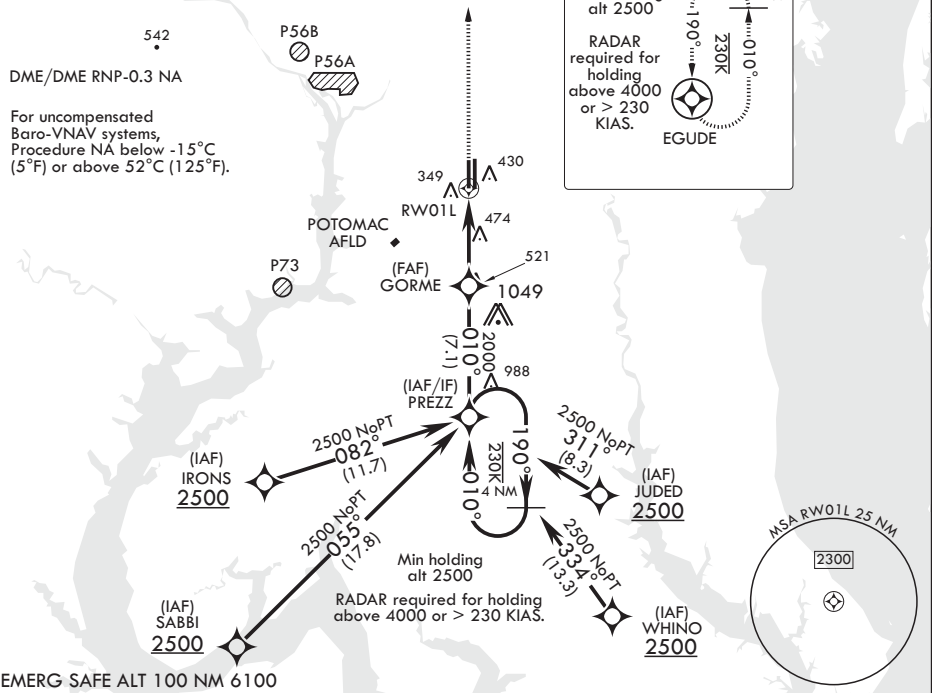 542
DME/DME RNP-0.3 NA
For uncompensated
Baro-VNAV systems,
Procedure NA below -15°C
(5°F) or above 52°C (125°F).
P56B
P56A
alt 2500
RADAR
required for
holding
above 4000
or > 230
KIAS.
190°
230K
010°
EGUDE
349
430
RW01L
474
POTOMAC
AFLD
P73
(FAF)
GORME
521
1049
010°
2000
(7.1)
988
(IAF/IF)
PREZZ
2500 NoPT
082°
(11.7)
(IAF)
IRONS
2500
190°
230K
4 NM
010°
2500 NoPT
311°
(8.3)
(IAF)
JUDED
2500
2500 NoPT
055°
(17.8)
(IAF)
SABBI
2500
2500 NoPT
334°
(13.3)
(IAF)
WHINO
2500
Min holding
alt 2500
RADAR required for holding
above 4000 or > 230 KIAS.
MSA RW01L 25 NM
2300
EMERG SAFE ALT 100 NM 6100